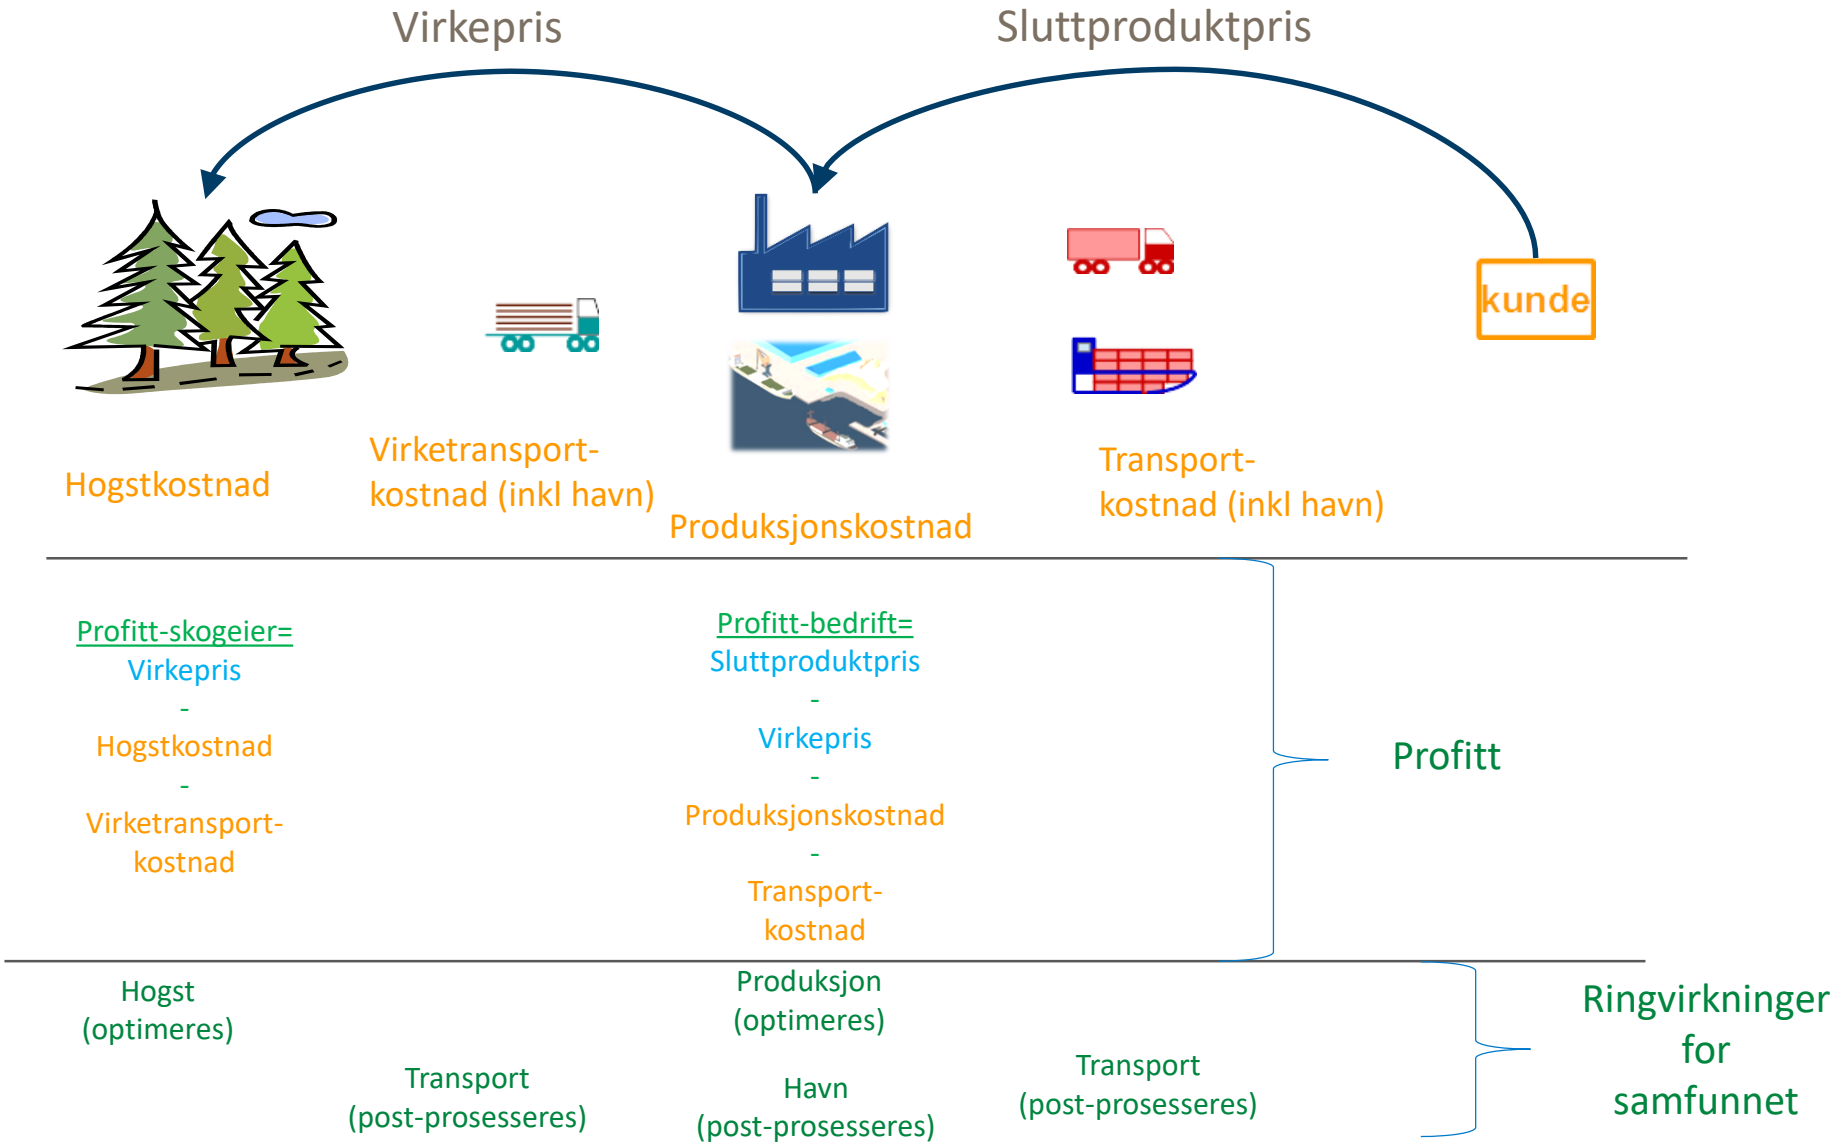 Virkepris
Sluttproduktpris
kunde
Hogstkostnad
Virketransport-
kostnad (inkl havn)
Produksjonskostnad
Transport-
kostnad (inkl havn)
Profitt-skogeier=
Virkepris
-
Hogstkostnad
-
Virketransport-
kostnad
Profitt-bedrift=
Sluttproduktpris
-
Virkepris
-
Produksjonskostnad
-
Transport-
kostnad
Profitt
Hogst
(optimeres)
Transport
(post-prosesseres)
Produksjon
(optimeres)
Havn
(post-prosesseres)
Transport
(post-prosesseres)
Ringvirkninger
for
samfunnet